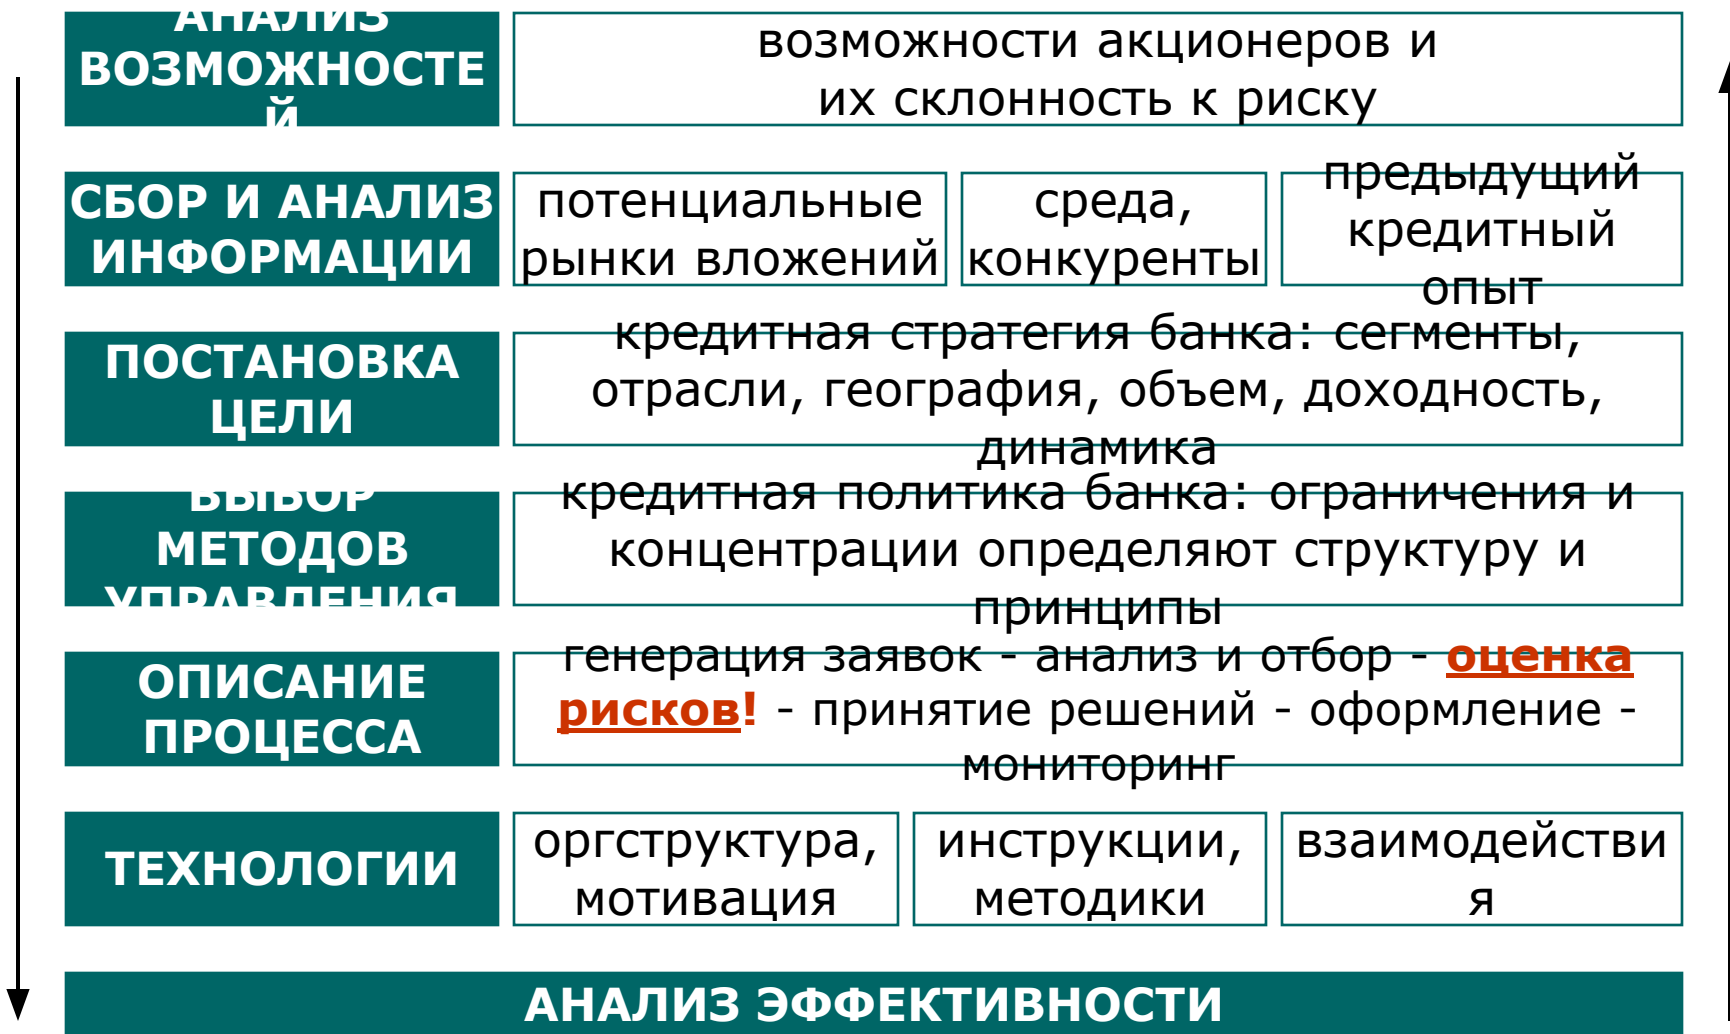 АНАЛИЗ
ВОЗМОЖНОСТЕ
Й
возможности акционеров и
их склонность к риску
СБОР И АНАЛИЗ
ИНФОРМАЦИИ
потенциальные
рынки вложений
среда,
конкуренты
предыдущий
кредитный
опыт
ПОСТАНОВКА
ЦЕЛИ
кредитная стратегия банка: сегменты,
отрасли, география, объем, доходность,
динамика
ВЫБОР
МЕТОДОВ
УПРАВЛЕНИЯ
кредитная политика банка: ограничения и
концентрации определяют структуру и
принципы
ОПИСАНИЕ
ПРОЦЕССА
генерация заявок - анализ и отбор - оценка
рисков! - принятие решений - оформление -
мониторинг
ТЕХНОЛОГИИ
оргструктура,
мотивация
инструкции,
методики
взаимодействи
я
АНАЛИЗ ЭФФЕКТИВНОСТИ